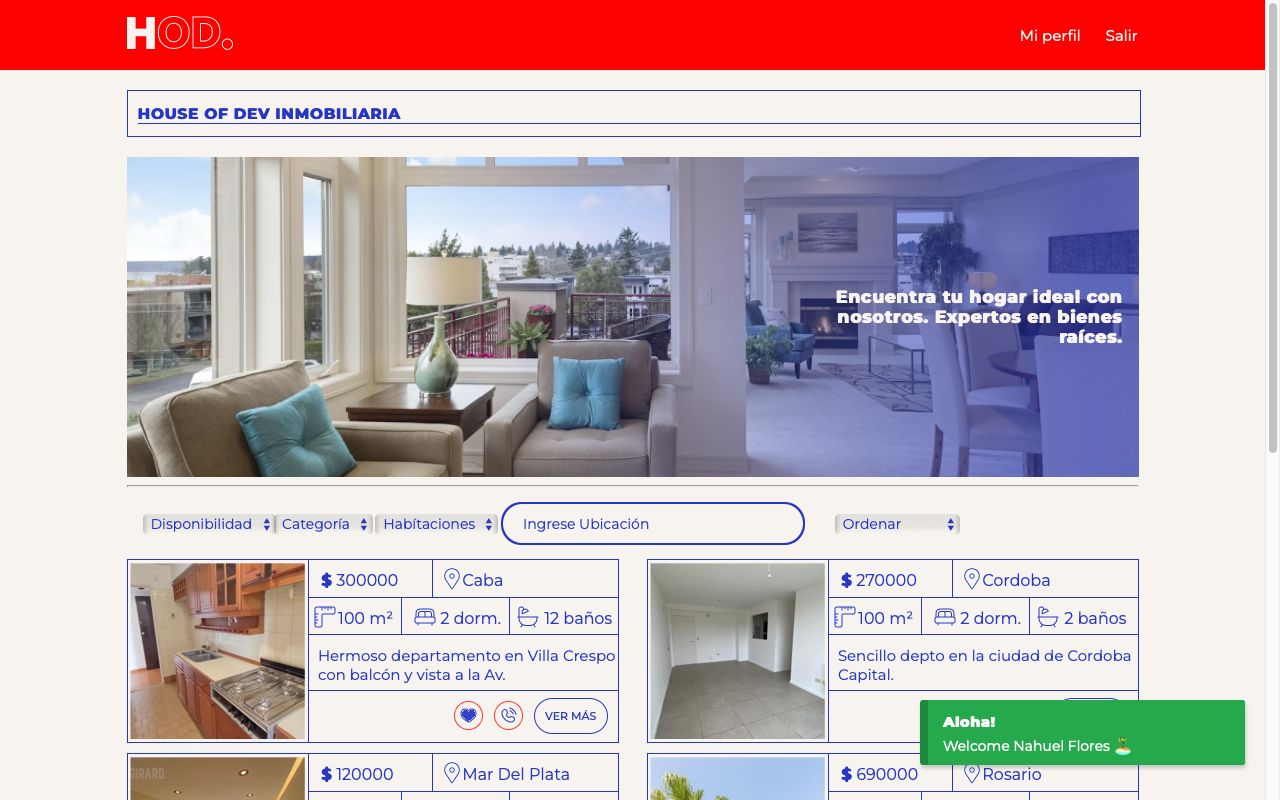 HOD.
Mi perfil
Salir
HOUSE OF DEV INMOBILIARIA
Encuentra tu hogar ideal con
nosotros. Expertos en bienes
raíces.
Disponibilidad
Categoría
Habítaciones
Ingrese Ubicación
Ordenar
$ 300000
Caba
100 m²
2 dorm.
12 baños
Hermoso departamento en Villa Crespo
con balcón y vista a la Av.
VER MÁS
$ 270000
Cordoba
100 m²
2 dorm.
2 baños
Sencillo depto en la ciudad de Cordoba
Capital.
Aloha!
Welcome Nahuel Flores 🏝️
GIRARD
$ 120000
Mar Del Plata
$ 690000
Rosario